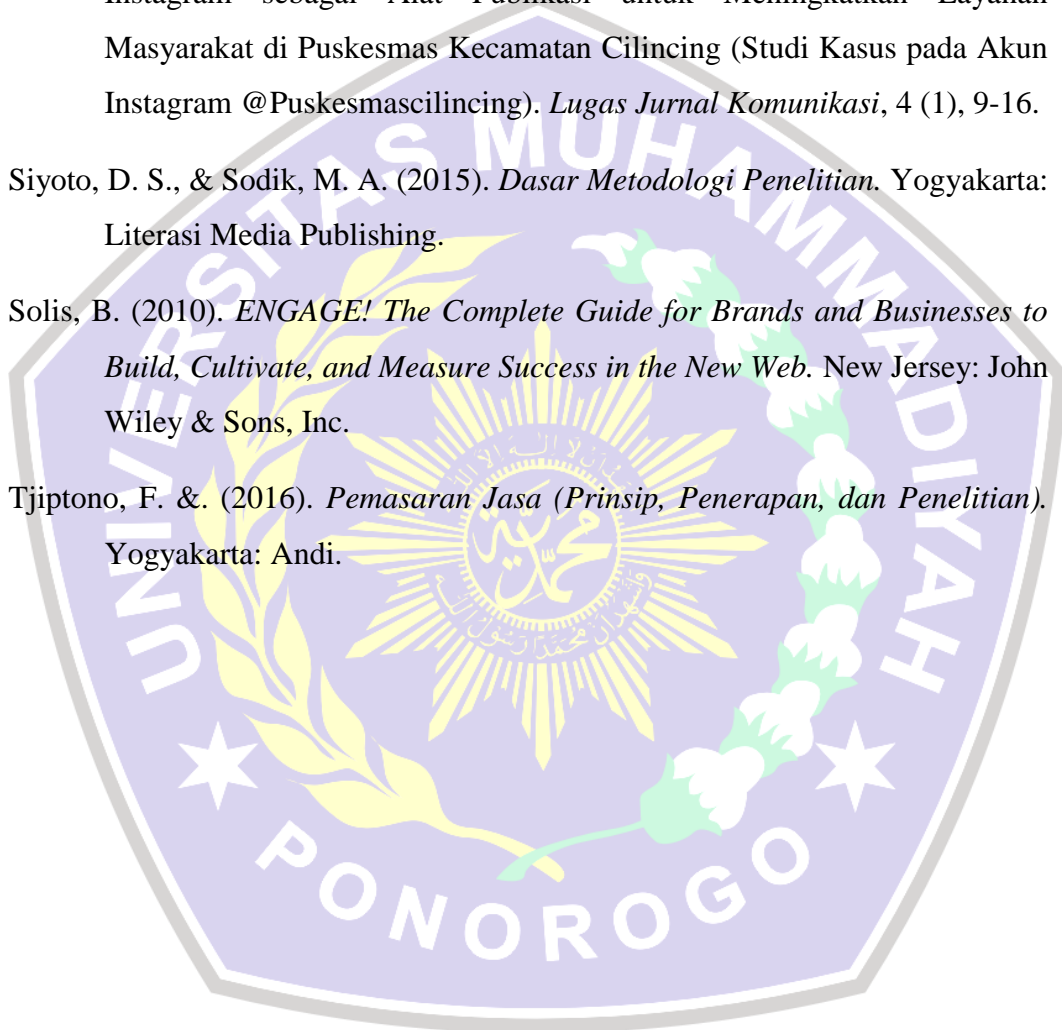 Instagram sebagai Alat Publikasi untuk Meningkatkan Layanan
Masyarakat di Puskesmas Kecamatan Cilincing (Studi Kasus pada Akun
Instagram @Puskesmascilincing). Lugas Jurnal Komunikasi, 4 (1), 9-16.
Siyoto, D. S., & Sodik, M. A. (2015). Dasar Metodologi Penelitian. Yogyakarta:
Literasi Media Publishing.
Solis, B. (2010). ENGAGE! The Complete Guide for Brands and Businesses to
Build, Cultivate, and Measure Success in the New Web. New Jersey: John
Wiley & Sons, Inc.
Tjiptono, F. &. (2016). Pemasaran Jasa (Prinsip, Penerapan, dan Penelitian).
Yogyakarta: Andi.
UNIVERSITAS MUHAMMADIYAH
PONOROGO
محمد